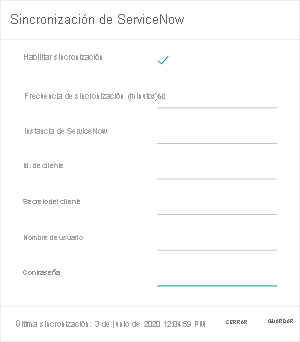 Sincronización de ServiceNow
Habilitar sincronización
Frecuencia de sincronización (minutos) 60
Instancia de ServiceNow
Id. de cliente
Secreto del cliente
Nombre de usuario
Contraseña
Última sincronización: 3 de junio de 2020 12:04:59 PM CERRAR GUARDAR